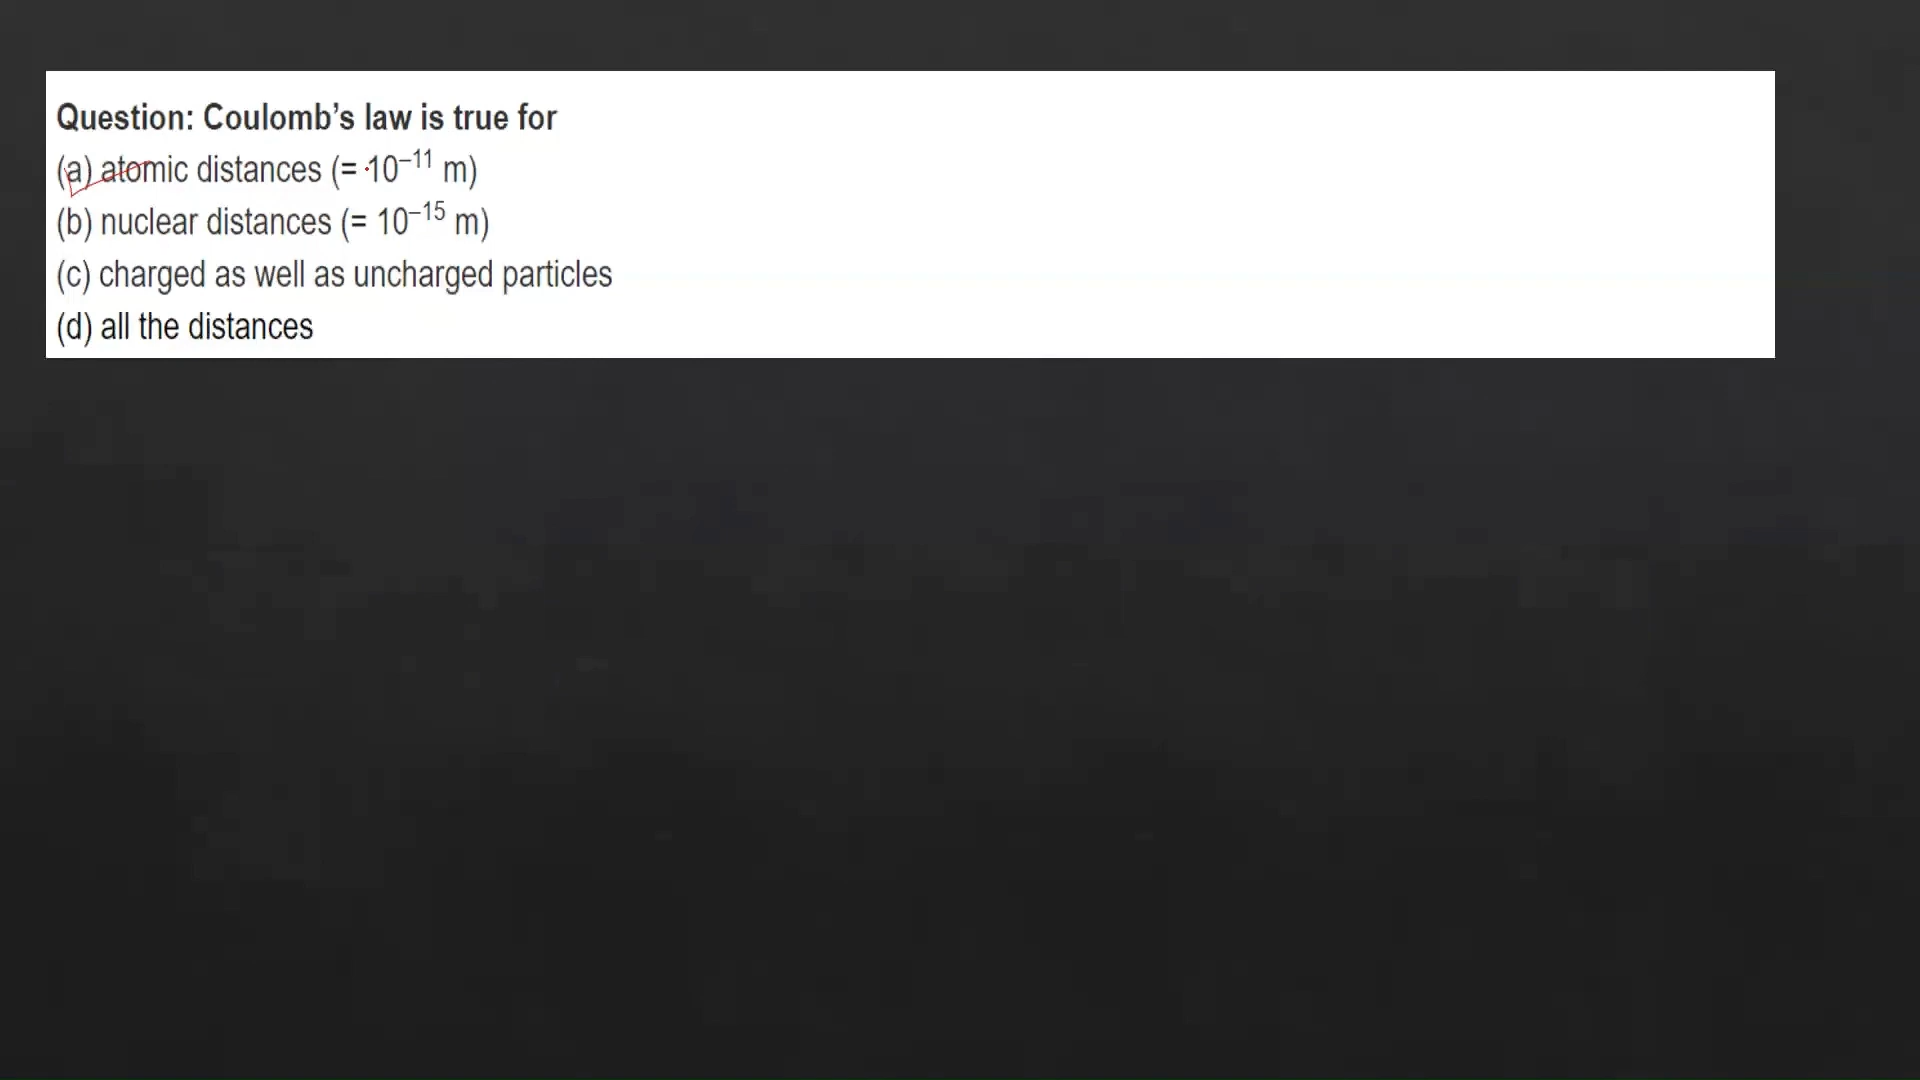 Question: Coulomb’s law is true for
(a) atomic distances (= 10⁻¹¹ m)
(b) nuclear distances (= 10⁻¹⁵ m)
(c) charged as well as uncharged particles
(d) all the distances